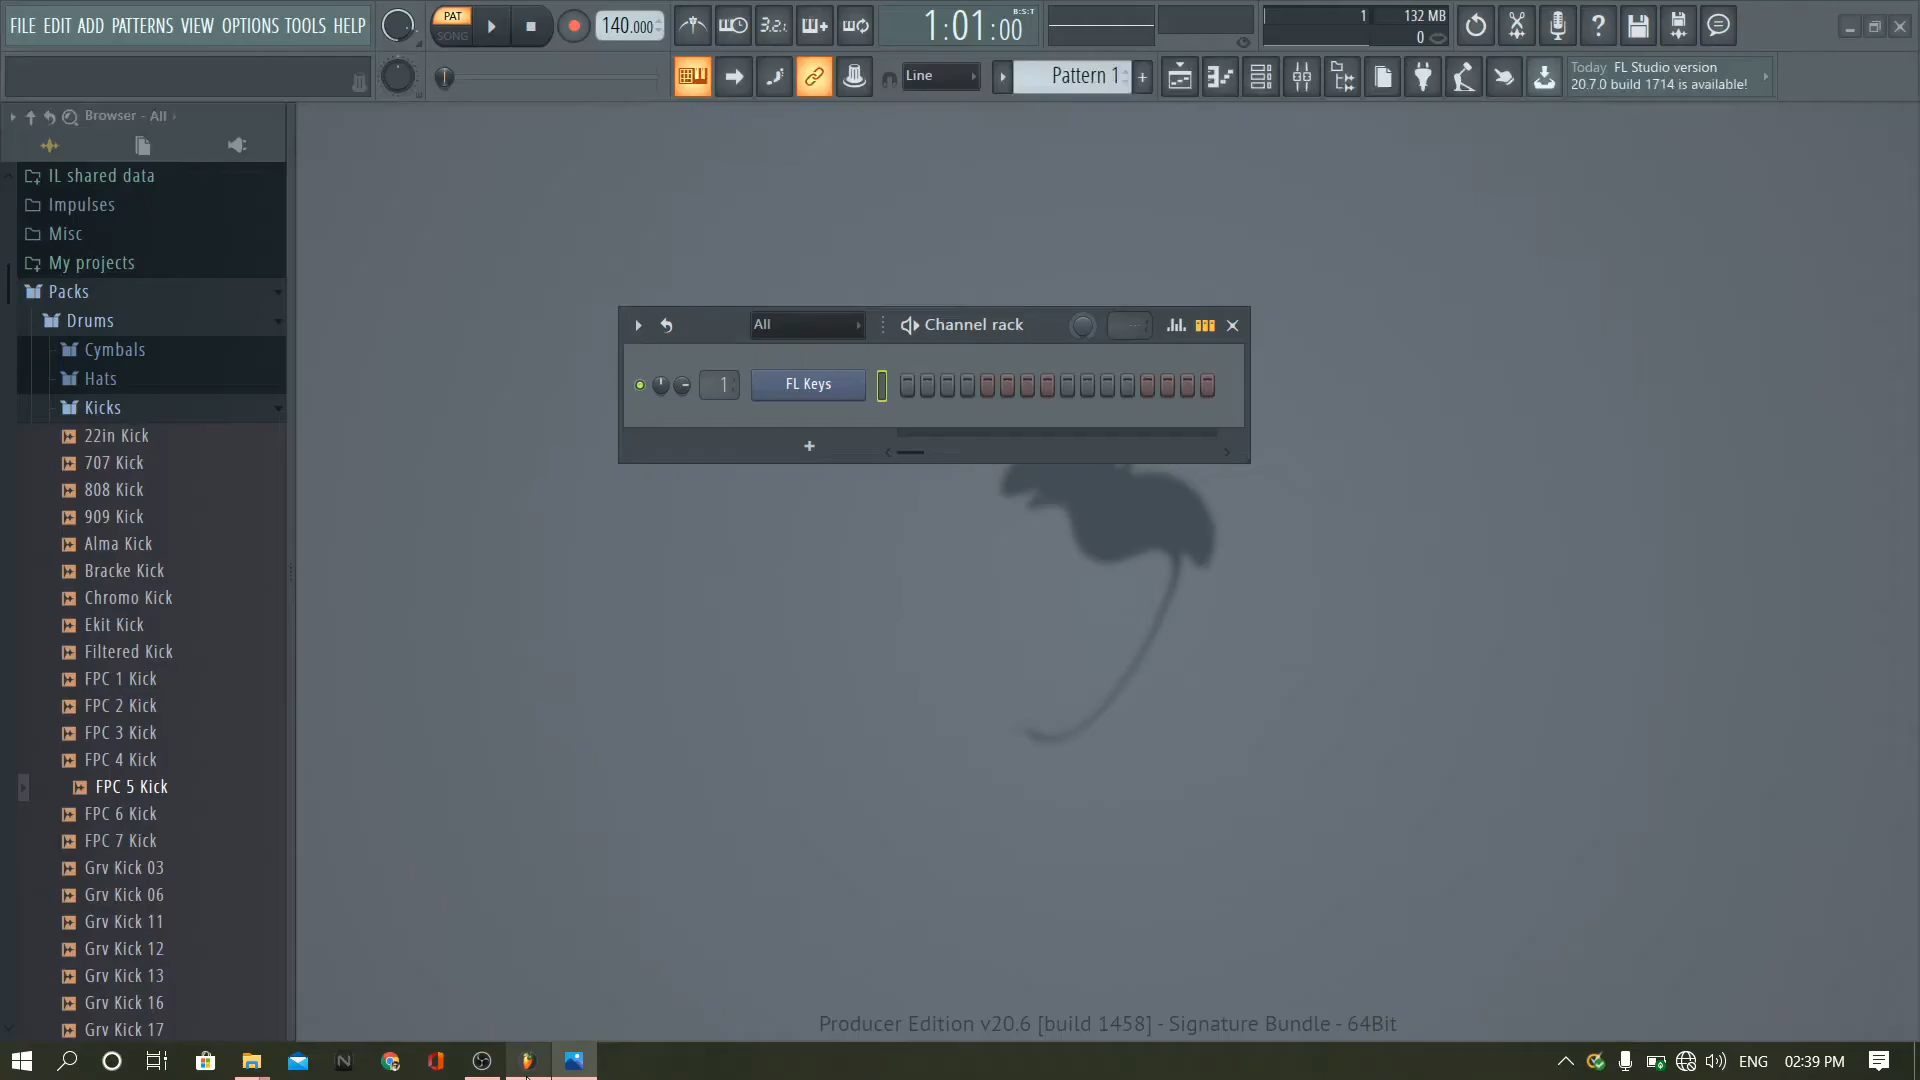 FILE EDIT ADD PATTERNS VIEW OPTIONS TOOLS HELP
PAT
SONG
140.000
3.2.
1:01:00
B:S:T
1
132 MB
0
Line
Pattern 1
Today FL Studio version
20.7.0 build 1714 is available!
Browser - All
IL shared data
Impulses
Misc
My projects
Packs
Drums
Cymbals
Hats
Kicks
22in Kick
707 Kick
808 Kick
909 Kick
Alma Kick
Bracke Kick
Chromo Kick
Ekit Kick
Filtered Kick
FPC 1 Kick
FPC 2 Kick
FPC 3 Kick
FPC 4 Kick
FPC 5 Kick
FPC 6 Kick
FPC 7 Kick
Grv Kick 03
Grv Kick 06
Grv Kick 11
Grv Kick 12
Grv Kick 13
Grv Kick 16
Grv Kick 17
All
Channel rack
1
FL Keys
Producer Edition v20.6 [build 1458] - Signature Bundle - 64Bit
ENG
02:39 PM